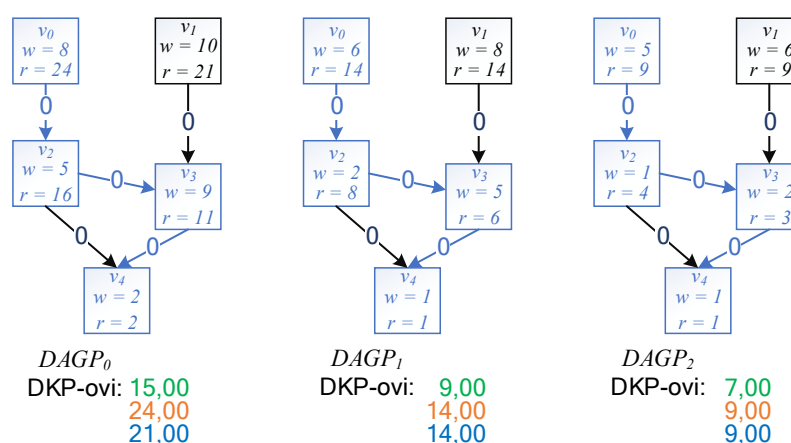 v0
w = 8
r = 24
v1
w = 10
r = 21
0
0
v2
w = 5
r = 16
0
v3
w = 9
r = 11
0
0
v4
w = 2
r = 2
DAGP0
DKP-ovi: 15,00
24,00
21,00
v0
w = 6
r = 14
v1
w = 8
r = 14
0
0
v2
w = 2
r = 8
0
v3
w = 5
r = 6
0
0
v4
w = 1
r = 1
DAGP1
DKP-ovi: 9,00
14,00
14,00
v0
w = 5
r = 9
v1
w = 6
r = 9
0
0
v2
w = 1
r = 4
0
v3
w = 2
r = 3
0
0
v4
w = 1
r = 1
DAGP2
DKP-ovi: 7,00
9,00
9,00